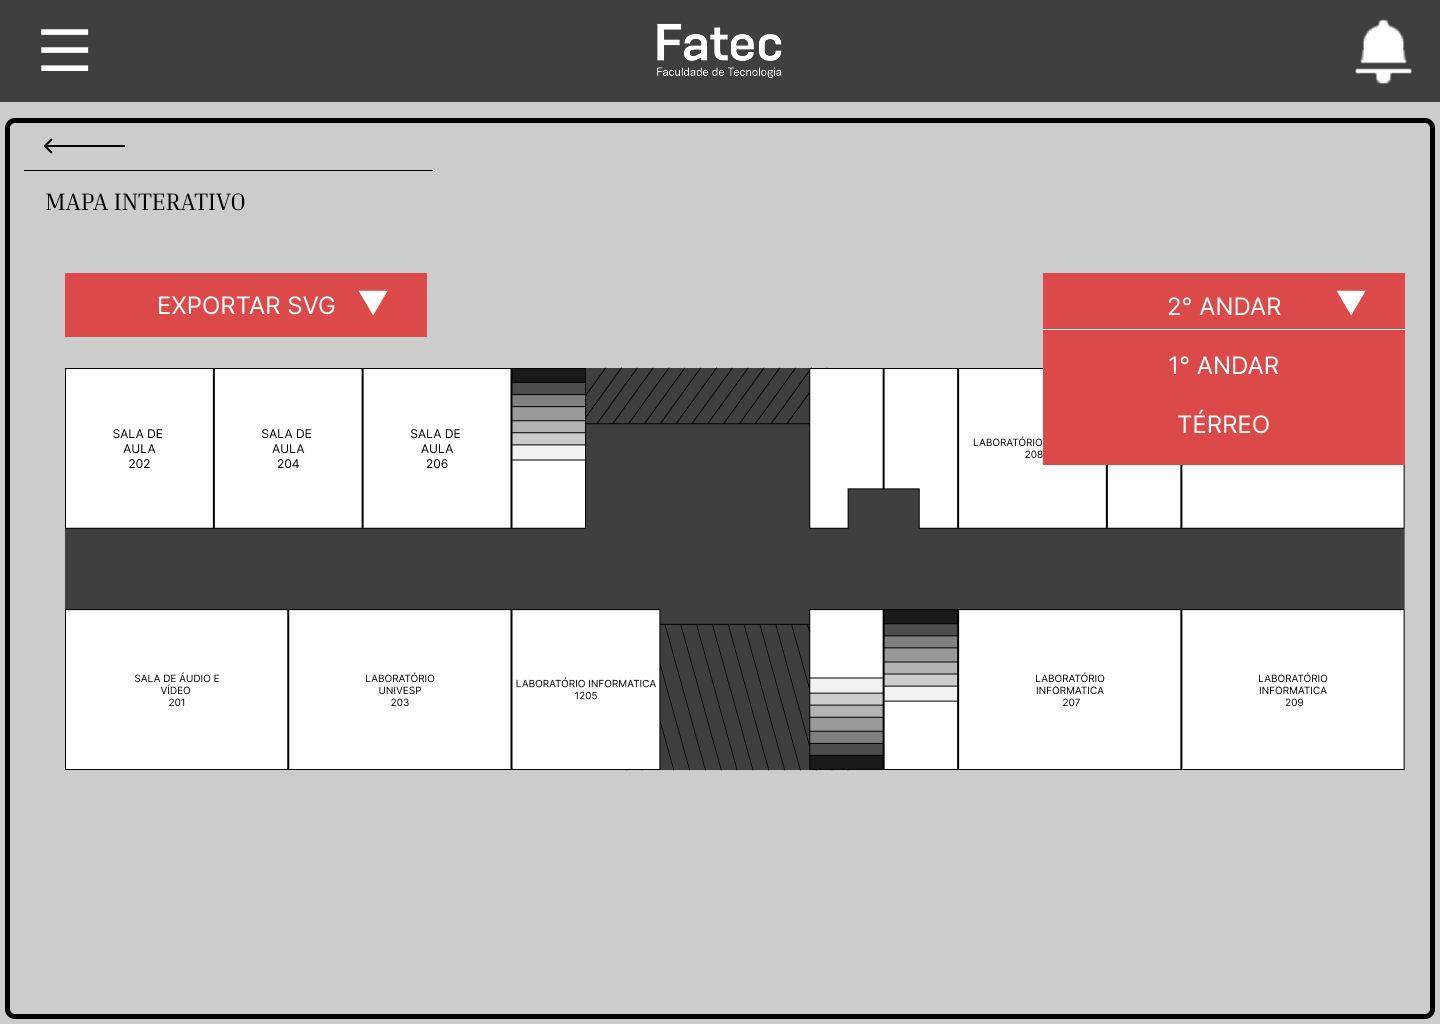 Fatec
Faculdade de Tecnologia
MAPA INTERATIVO
EXPORTAR SVG
2° ANDAR
1° ANDAR
TÉRREO
SALA DE
AULA
202
SALA DE
AULA
204
SALA DE
AULA
206
LABORATÓRIO
208
SALA DE ÁUDIO E
VÍDEO
201
LABORATÓRIO
UNIVESP
203
LABORATÓRIO INFORMATICA
1205
LABORATÓRIO
INFORMATICA
207
LABORATÓRIO
INFORMATICA
209